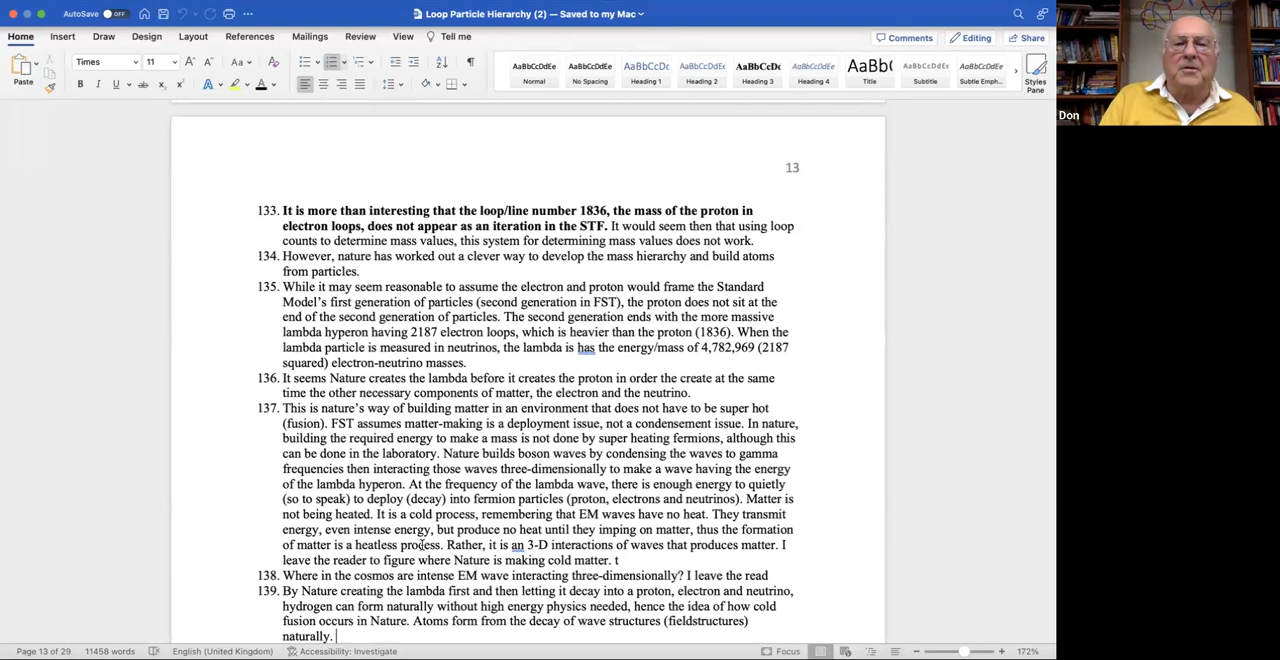 AutoSave OFF
Loop Particle Hierarchy (2) — Saved to my Mac
Home Insert Draw Design Layout References Mailings Review View Tell me
Comments Editing Share
Paste
Times 11
Aa
B I U ab x₂ x² A A
AaBbCcDdEe AaBbCcDdEe AaBbCcDc AaBbCcDdEe AaBbCcDc AaBbCcDdEe AaBb( AaBbCcDdEe AaBbCcDdEe
Normal No Spacing Heading 1 Heading 2 Heading 3 Heading 4 Title Subtitle Subtle Emph...
Styles
Pane
Don
13
133. It is more than interesting that the loop/line number 1836, the mass of the proton in
electron loops, does not appear as an iteration in the STF. It would seem then that using loop
counts to determine mass values, this system for determining mass values does not work.
134. However, nature has worked out a clever way to develop the mass hierarchy and build atoms
from particles.
135. While it may seem reasonable to assume the electron and proton would frame the Standard
Model's first generation of particles (second generation in FST), the proton does not sit at the
end of the second generation of particles. The second generation ends with the more massive
lambda hyperon having 2187 electron loops, which is heavier than the proton (1836). When the
lambda particle is measured in neutrinos, the lambda is has the energy/mass of 4,782,969 (2187
squared) electron-neutrino masses.
136. It seems Nature creates the lambda before it creates the proton in order the create at the same
time the other necessary components of matter, the electron and the neutrino.
137. This is nature's way of building matter in an environment that does not have to be super hot
(fusion). FST assumes matter-making is a deployment issue, not a condensement issue. In nature,
building the required energy to make a mass is not done by super heating fermions, although this
can be done in the laboratory. Nature builds boson waves by condensing the waves to gamma
frequencies then interacting those waves three-dimensionally to make a wave having the energy
of the lambda hyperon. At the frequency of the lambda wave, there is enough energy to quietly
(so to speak) to deploy (decay) into fermion particles (proton, electrons and neutrinos). Matter is
not being heated. It is a cold process, remembering that EM waves have no heat. They transmit
energy, even intense energy, but produce no heat until they imping on matter, thus the formation
of matter is a heatless process. Rather, it is an 3-D interactions of waves that produces matter. I
leave the reader to figure where Nature is making cold matter. t
138. Where in the cosmos are intense EM wave interacting three-dimensionally? I leave the read
139. By Nature creating the lambda first and then letting it decay into a proton, electron and neutrino,
hydrogen can form naturally without high energy physics needed, hence the idea of how cold
fusion occurs in Nature. Atoms form from the decay of wave structures (fieldstructures)
naturally.
Page 13 of 29 11458 words English (United Kingdom) Accessibility: Investigate Focus 172%